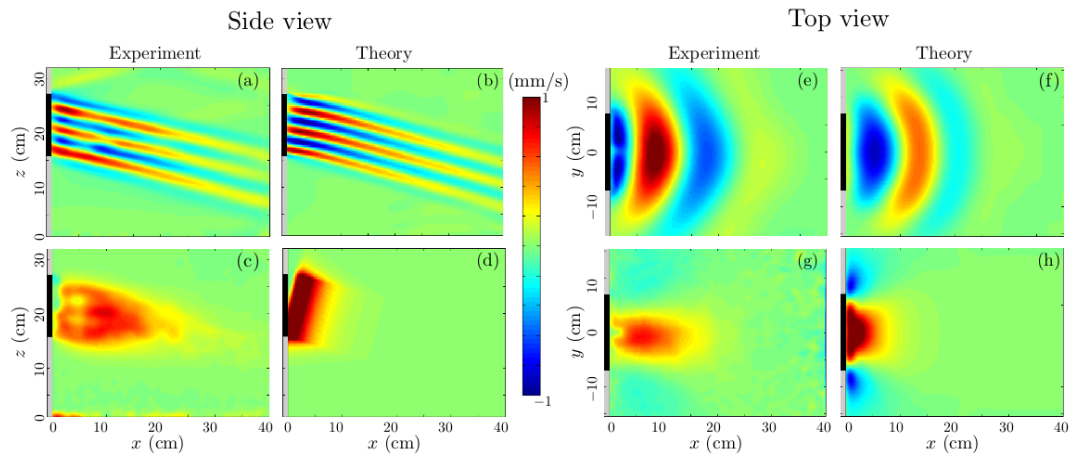 Side view
Top view
Experiment
Theory
Experiment
Theory
(a)
(b)
(mm/s)
(e)
(f)
30
20
10
0
z (cm)
1
−1
10
0
−10
y (cm)
(c)
(d)
(g)
(h)
30
20
10
0
z (cm)
10
0
−10
y (cm)
0 10 20 30 40
0 10 20 30 40
0 10 20 30 40
0 10 20 30 40
x (cm)
x (cm)
x (cm)
x (cm)